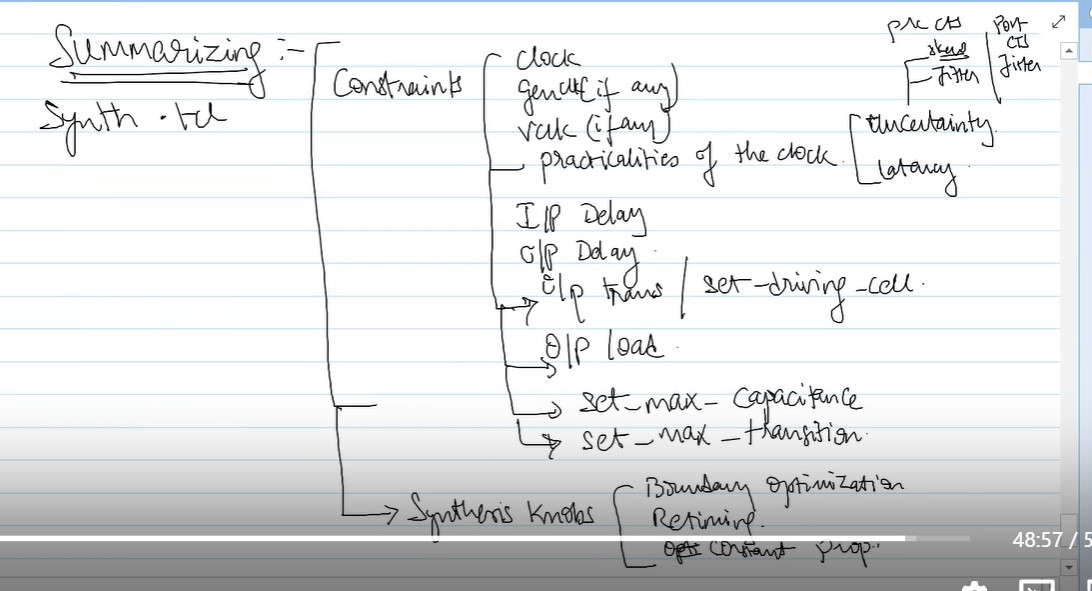 Summarizing :-
Synth.tcl
Constraints
clock
genclk (if any)
vclk (if any)
practicalities of the clock.
Uncertainty
Latency
pre CTS
skew
Jitter
Post
CTS
Jitter
I/P Delay
O/P Delay
i/p trans / set-driving-cell.
O/P load
set-max-capacitance
set-max-transition
Synthesis knobs
Boundary optimization
Retiming.
constant prop.
48:57 / 5